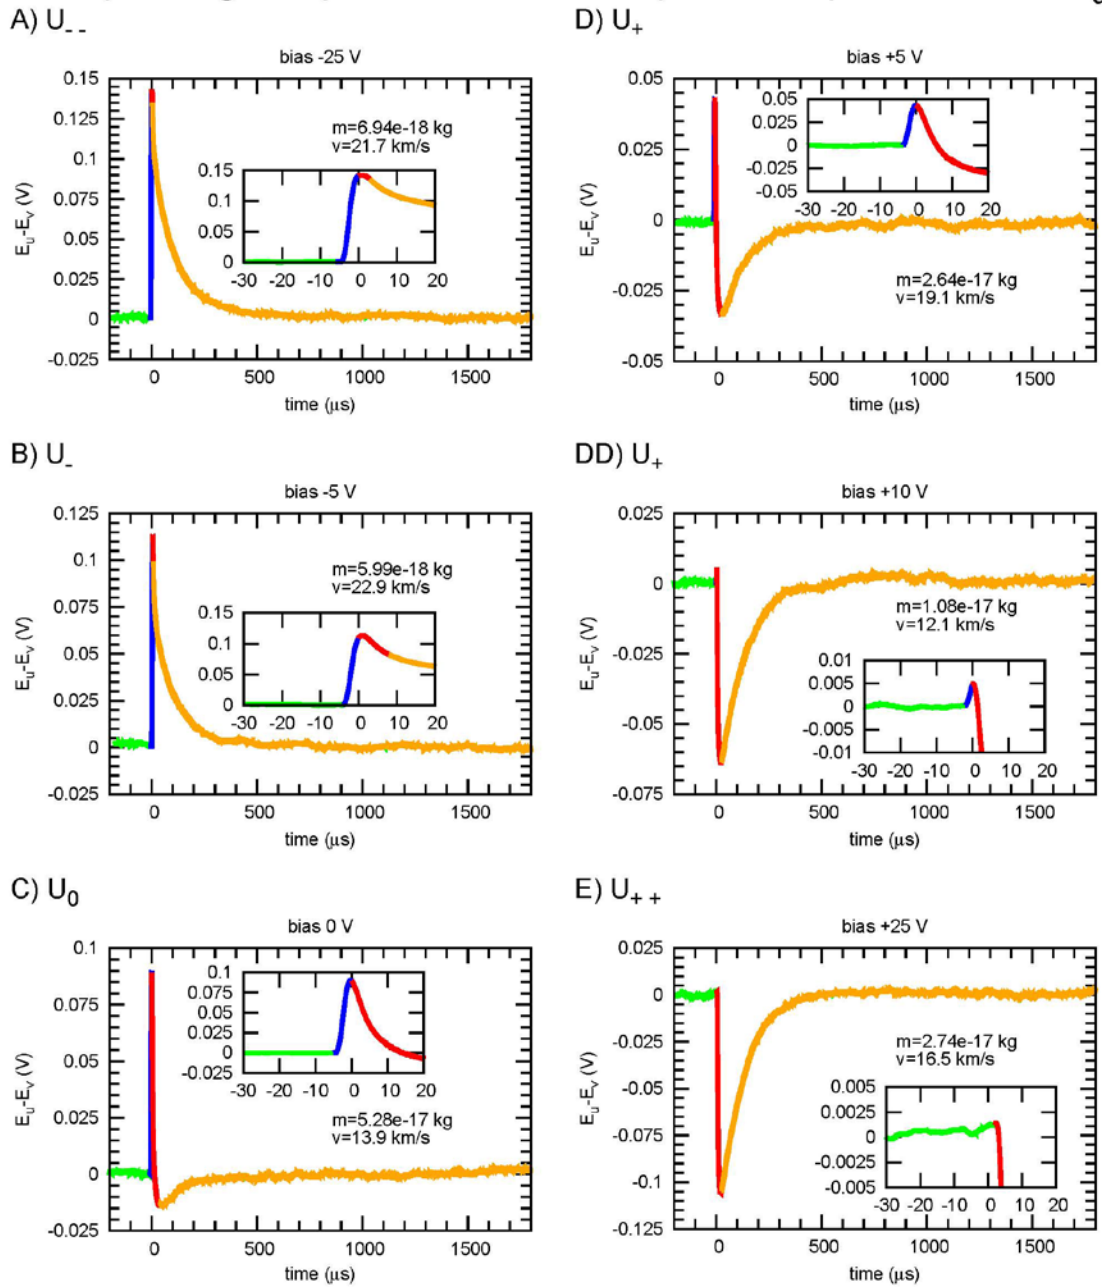 A) U--
bias -25 V
Eu-Ev (V)
0.15
0.125
0.1
0.075
0.05
0.025
0
-0.025
m=6.94e-18 kg
v=21.7 km/s
0.15
0.1
0.05
0
-30 -20 -10 0 10 20
0 500 1000 1500
time (μs)
B) U-
bias -5 V
Eu-Ev (V)
0.125
0.1
0.075
0.05
0.025
0
-0.025
m=5.99e-18 kg
v=22.9 km/s
0.15
0.1
0.05
0
-30 -20 -10 0 10 20
0 500 1000 1500
time (μs)
C) U0
bias 0 V
Eu-Ev (V)
0.1
0.075
0.05
0.025
0
-0.025
0.1
0.075
0.05
0.025
0
-0.025
-30 -20 -10 0 10 20
m=5.28e-17 kg
v=13.9 km/s
0 500 1000 1500
time (μs)
D) U+
bias +5 V
Eu-Ev (V)
0.05
0.025
0
-0.025
-0.05
0.05
0.025
0
-0.025
-0.05
-30 -20 -10 0 10 20
m=2.64e-17 kg
v=19.1 km/s
0 500 1000 1500
time (μs)
DD) U+
bias +10 V
Eu-Ev (V)
0.025
0
-0.025
-0.05
-0.075
m=1.08e-17 kg
v=12.1 km/s
0.01
0.005
0
-0.005
-0.01
-30 -20 -10 0 10 20
0 500 1000 1500
time (μs)
E) U++
bias +25 V
Eu-Ev (V)
0.025
0
-0.025
-0.05
-0.075
-0.1
-0.125
m=2.74e-17 kg
v=16.5 km/s
0.005
0.0025
0
-0.0025
-0.005
-30 -20 -10 0 10 20
0 500 1000 1500
time (μs)